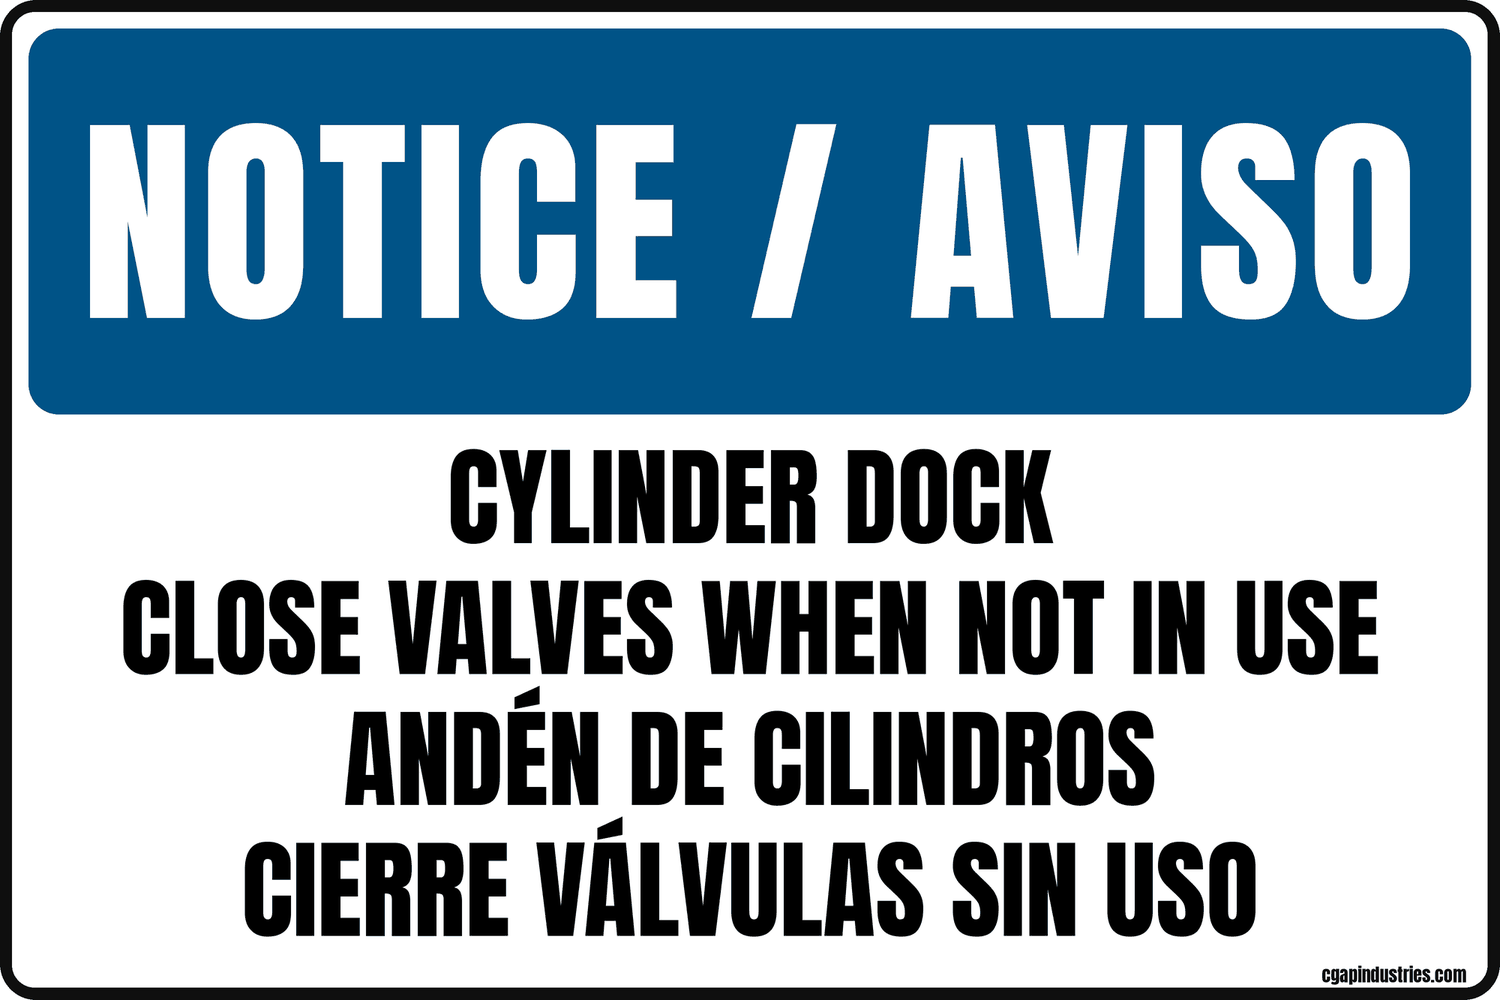 NOTICE / AVISO
CYLINDER DOCK
CLOSE VALVES WHEN NOT IN USE
ANDÉN DE CILINDROS
CIERRE VÁLVULAS SIN USO
cgapindustries.com